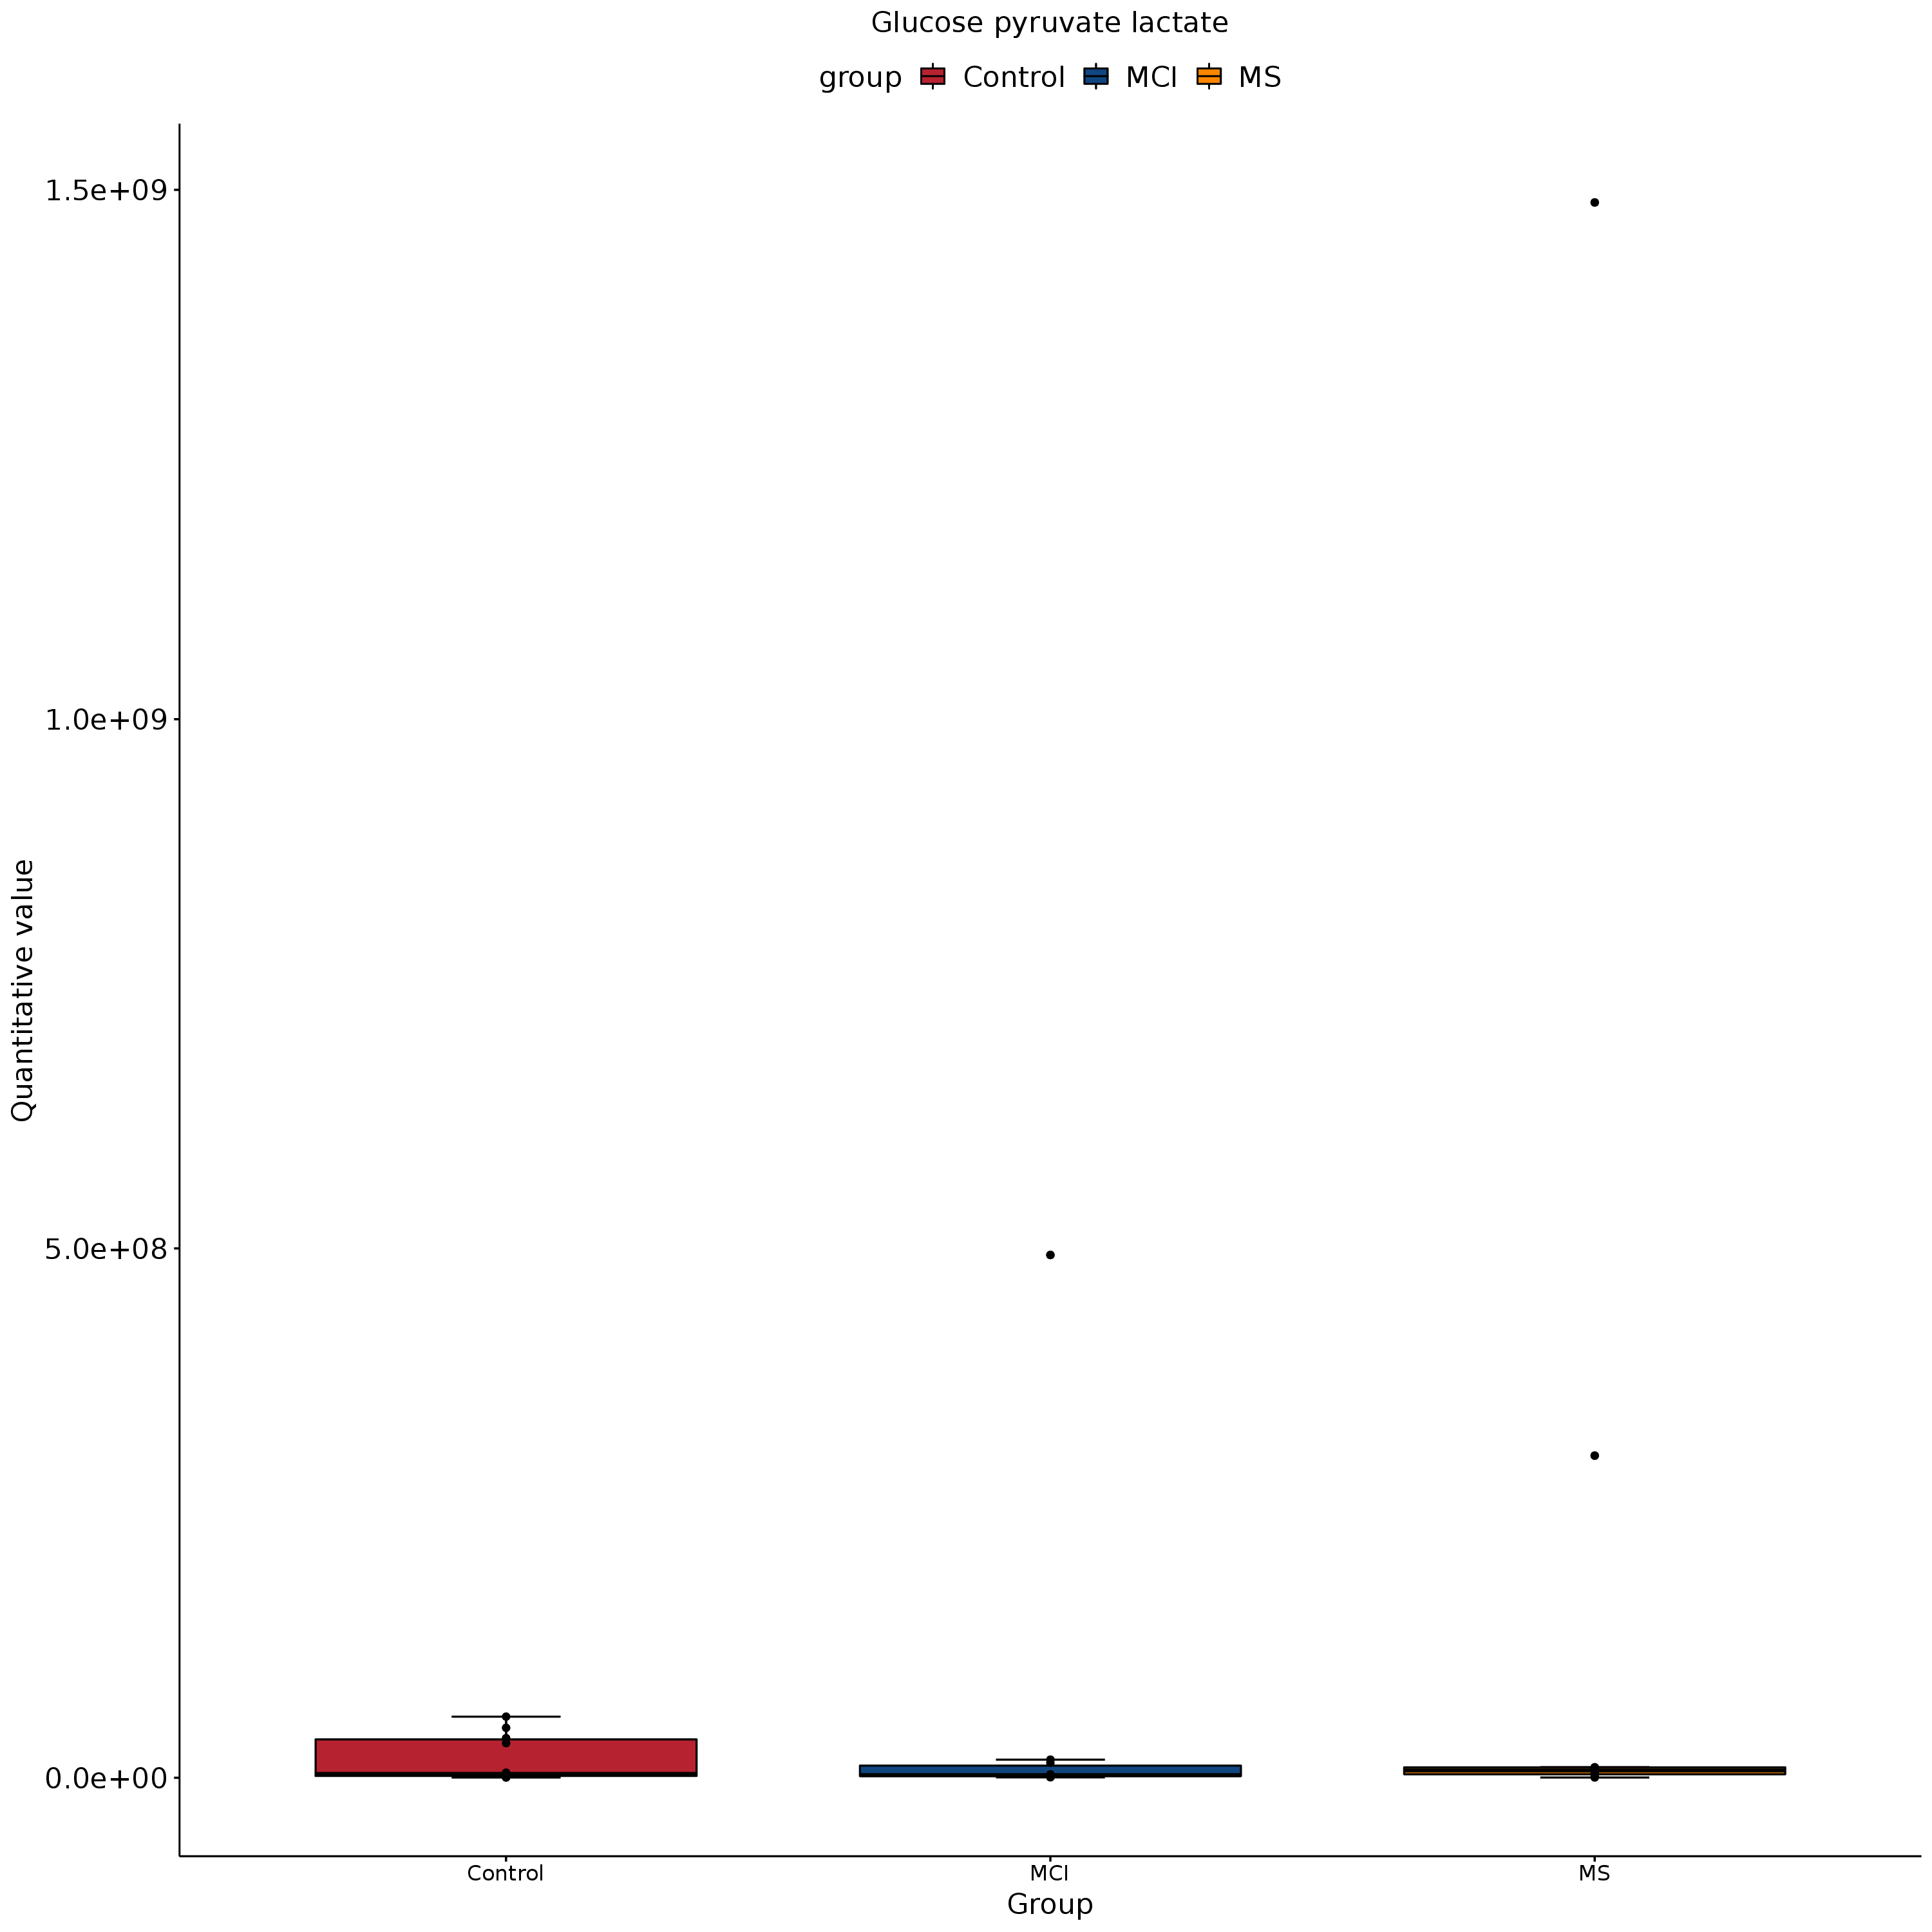 Glucose pyruvate lactate
group Control MCI MS
Quantitative value
1.5e+09
1.0e+09
5.0e+08
0.0e+00
Control MCI MS
Group